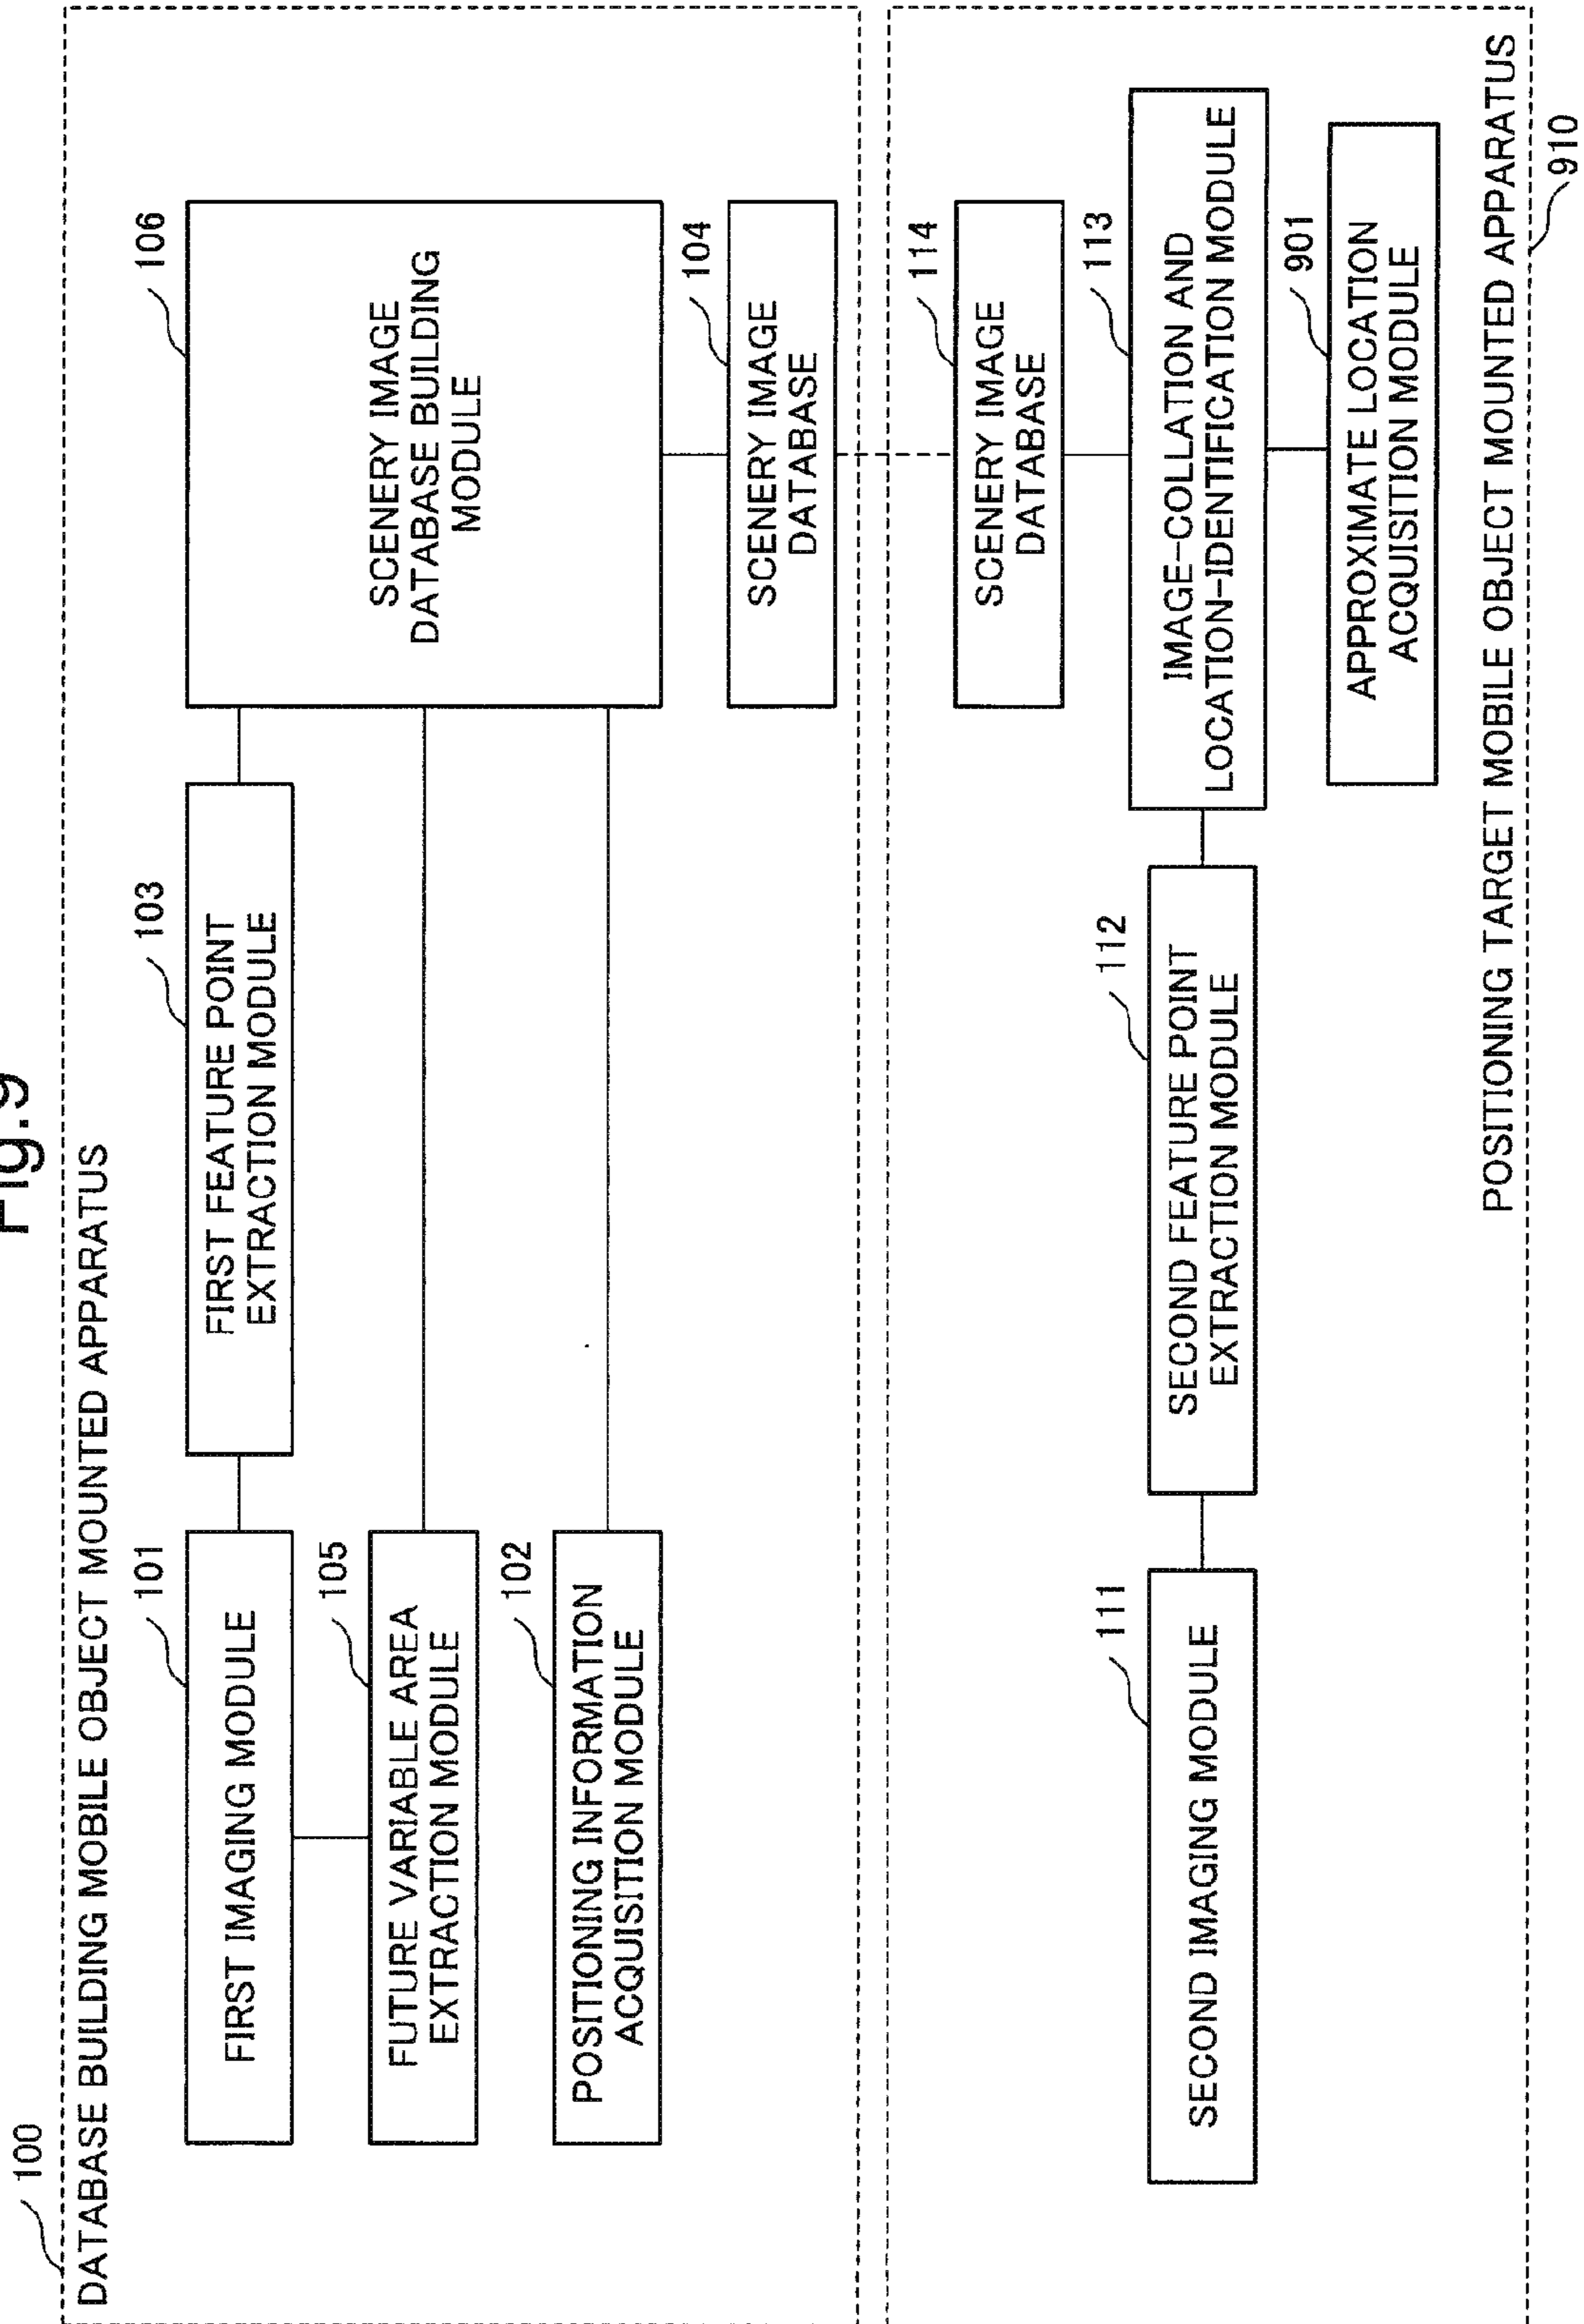 Fig.9
100
DATABASE BUILDING MOBILE OBJECT MOUNTED APPARATUS
101
FIRST IMAGING MODULE
103
FIRST FEATURE POINT
EXTRACTION MODULE
106
SCENERY IMAGE
DATABASE BUILDING
MODULE
105
FUTURE VARIABLE AREA
EXTRACTION MODULE
102
POSITIONING INFORMATION
ACQUISITION MODULE
104
SCENERY IMAGE
DATABASE
114
SCENERY IMAGE
DATABASE
111
SECOND IMAGING MODULE
112
SECOND FEATURE POINT
EXTRACTION MODULE
113
IMAGE-COLLATION AND
LOCATION-IDENTIFICATION MODULE
901
APPROXIMATE LOCATION
ACQUISITION MODULE
POSITIONING TARGET MOBILE OBJECT MOUNTED APPARATUS
910